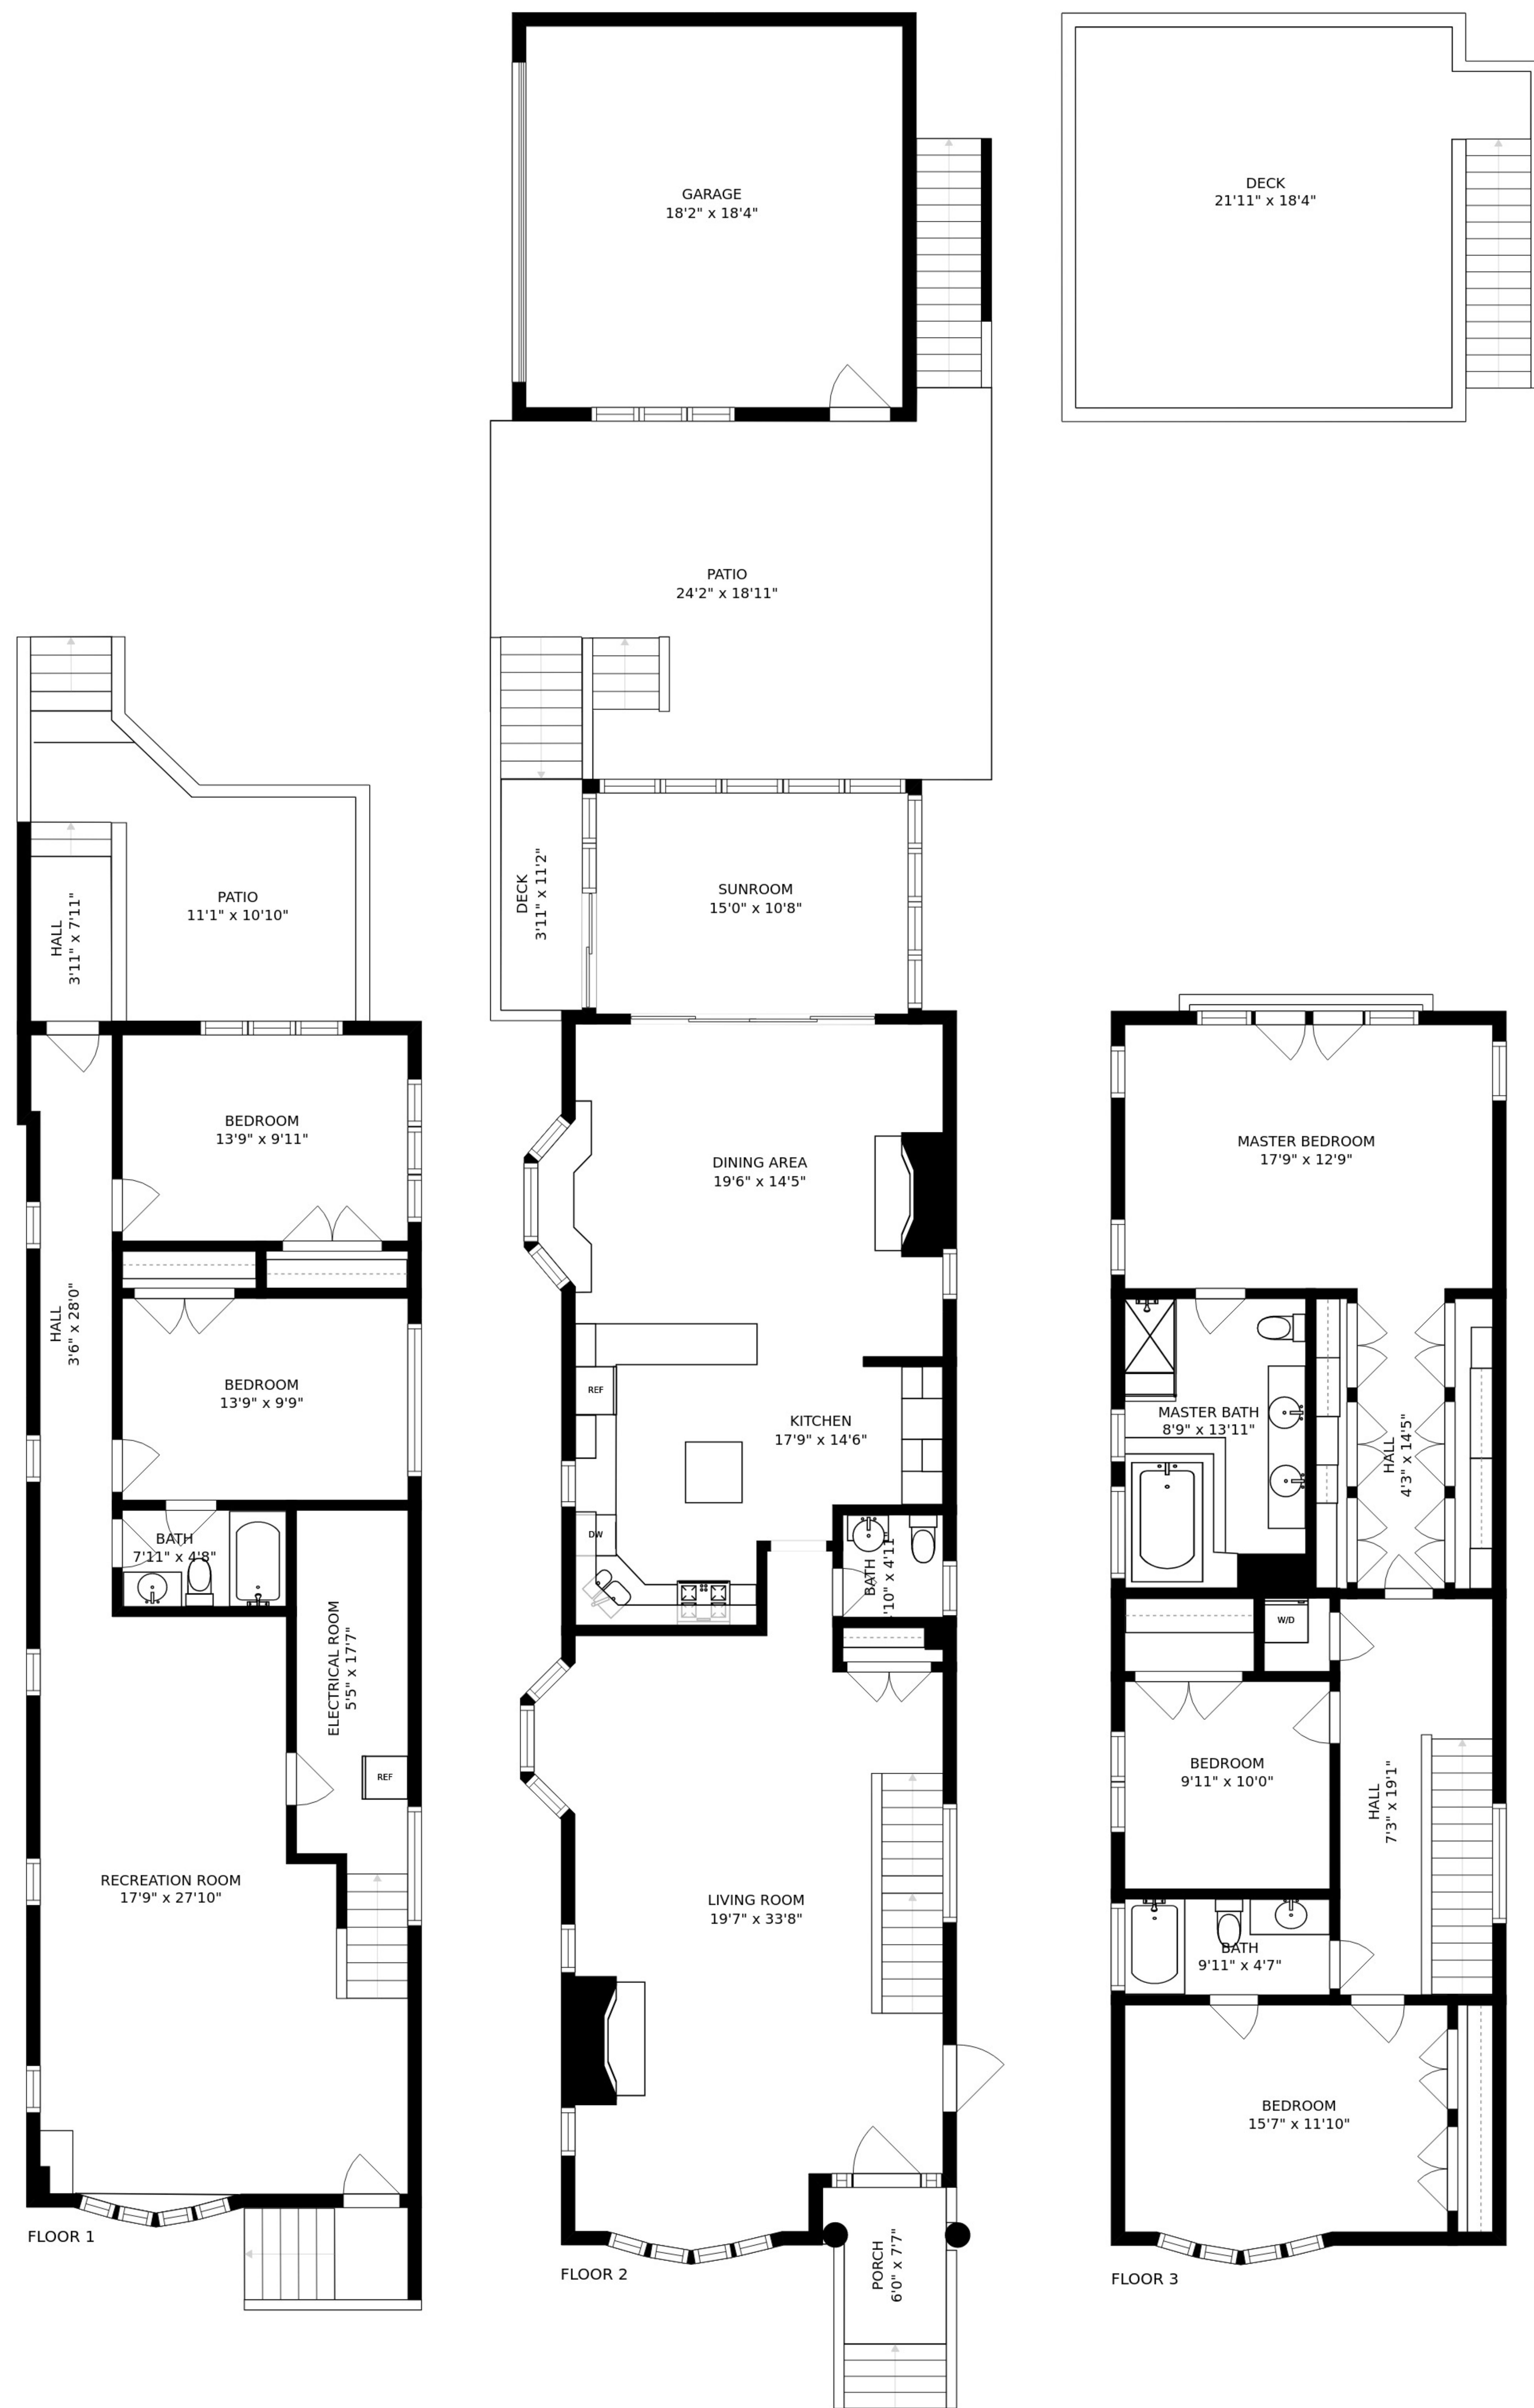 GARAGE
18'2" x 18'4"
DECK
21'11" x 18'4"
PATIO
24'2" x 18'11"
DECK
3'11" x 11'2"
SUNROOM
15'0" x 10'8"
PATIO
11'1" x 10'10"
HALL
3'11" x 7'11"
BEDROOM
13'9" x 9'11"
HALL
3'6" x 28'0"
BEDROOM
13'9" x 9'9"
BATH
7'11" x 4'8"
ELECTRICAL ROOM
5'5" x 17'7"
REF
RECREATION ROOM
17'9" x 27'10"
FLOOR 1
DINING AREA
19'6" x 14'5"
REF
KITCHEN
17'9" x 14'6"
DW
BATH
'10" x 4'11"
LIVING ROOM
19'7" x 33'8"
PORCH
6'0" x 7'7"
FLOOR 2
MASTER BEDROOM
17'9" x 12'9"
MASTER BATH
8'9" x 13'11"
HALL
4'3" x 14'5"
W/D
BEDROOM
9'11" x 10'0"
HALL
7'3" x 19'1"
BATH
9'11" x 4'7"
BEDROOM
15'7" x 11'10"
FLOOR 3